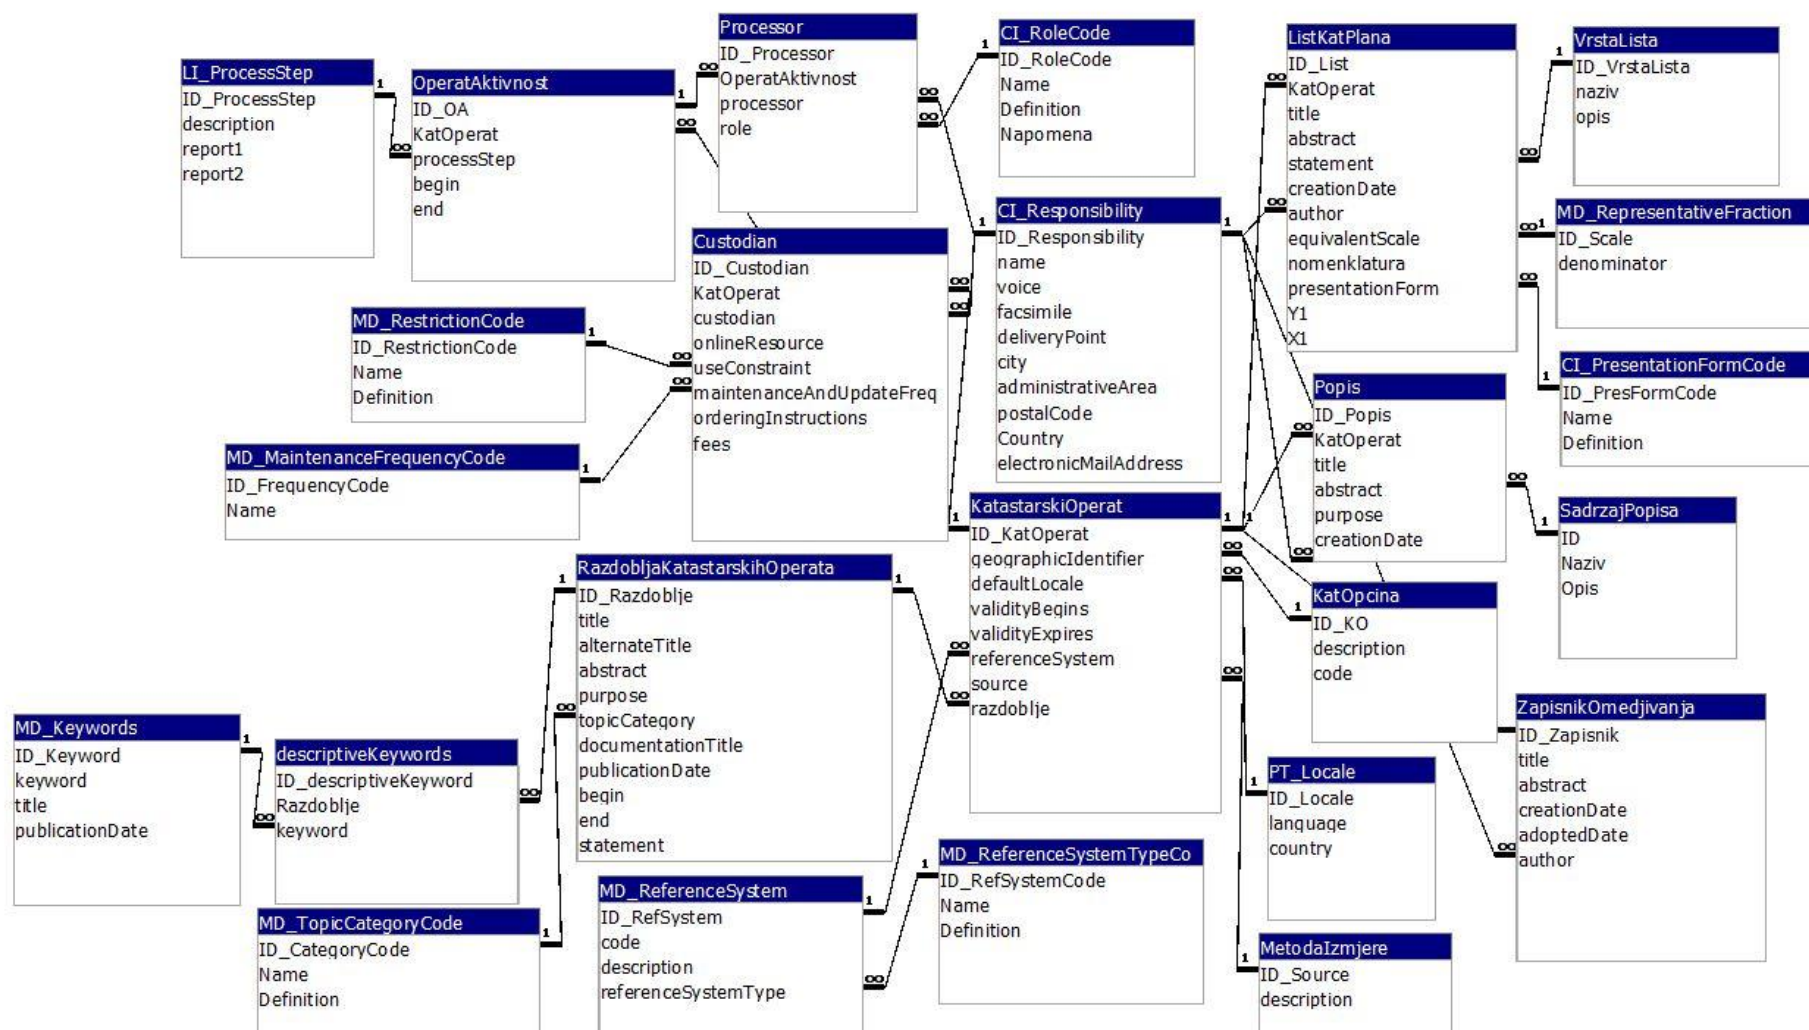 LI_ProcessStep
ID_ProcessStep
description
report1
report2
OperatAktivnost
ID_OA
KatOperat
processStep
begin
end
Processor
ID_Processor
OperatAktivnost
processor
role
CI_RoleCode
ID_RoleCode
Name
Definition
Napomena
ListKatPlana
ID_List
KatOperat
title
abstract
statement
creationDate
author
equivalentScale
nomenklatura
presentationForm
Y1
X1
VrstaLista
ID_VrstaLista
naziv
opis
MD_RepresentativeFraction
ID_Scale
denominator
CI_PresentationFormCode
ID_PresFormCode
Name
Definition
CI_Responsibility
ID_Responsibility
name
voice
facsimile
deliveryPoint
city
administrativeArea
postalCode
Country
electronicMailAddress
Custodian
ID_Custodian
KatOperat
custodian
onlineResource
useConstraint
maintenanceAndUpdateFreq
orderingInstructions
fees
MD_RestrictionCode
ID_RestrictionCode
Name
Definition
MD_MaintenanceFrequencyCode
ID_FrequencyCode
Name
Popis
ID_Popis
KatOperat
title
abstract
purpose
creationDate
SadrzajPopisa
ID
Naziv
Opis
KatastarskiOperat
ID_KatOperat
geographicIdentifier
defaultLocale
validityBegins
validityExpires
referenceSystem
source
razdoblje
RazdobljaKatastarskihOperata
ID_Razdoblje
title
alternateTitle
abstract
purpose
topicCategory
documentationTitle
publicationDate
begin
end
statement
KatOpcina
ID_KO
description
code
ZapisnikOmedjivanja
ID_Zapisnik
title
abstract
creationDate
adoptedDate
author
MD_Keywords
ID_Keyword
keyword
title
publicationDate
descriptiveKeywords
ID_descriptiveKeyword
Razdoblje
keyword
PT_Locale
ID_Locale
language
country
MD_ReferenceSystemTypeCo
ID_RefSystemCode
Name
Definition
MD_ReferenceSystem
ID_RefSystem
code
description
referenceSystemType
MD_TopicCategoryCode
ID_CategoryCode
Name
Definition
MetodaIzmjere
ID_Source
description